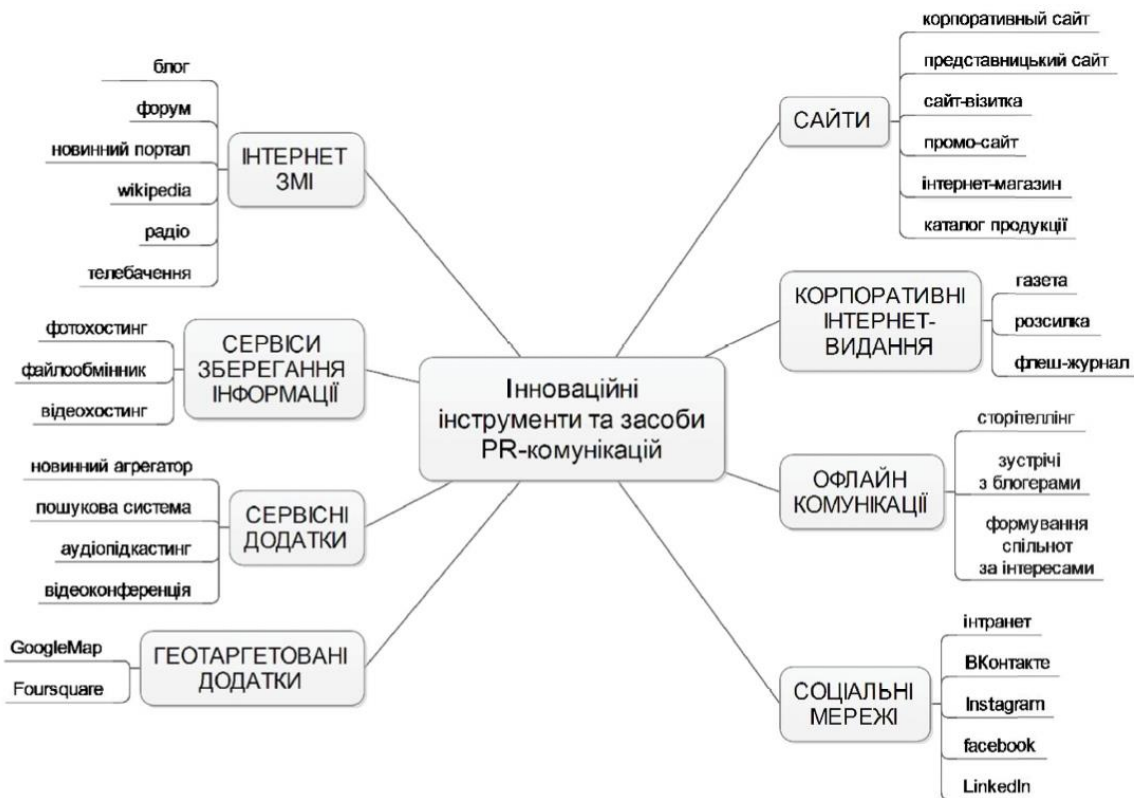 блог
форум
новинний портал
wikipedia
радіо
телебачення
ІНТЕРНЕТ
ЗМІ
фотохостинг
файлообмінник
відеохостинг
СЕРВІСИ
ЗБЕРЕГАННЯ
ІНФОРМАЦІЇ
новинний агрегатор
пошукова система
аудіопідкастинг
відеоконференція
СЕРВІСНІ
ДОДАТКИ
GoogleMap
Foursquare
ГЕОТАРГЕТОВАНІ
ДОДАТКИ
Інноваційні
інструменти та засоби
PR-комунікацій
САЙТИ
корпоративный сайт
представницький сайт
сайт-візитка
промо-сайт
інтернет-магазин
каталог продукції
КОРПОРАТИВНІ
ІНТЕРНЕТ-
ВИДАННЯ
газета
розсилка
флеш-журнал
ОФЛАЙН
КОМУНІКАЦІЇ
сторітеллінг
зустрічі
з блогерами
формування
спільнот
за інтересами
СОЦІАЛЬНІ
МЕРЕЖІ
інтранет
ВКонтакте
Instagram
facebook
LinkedIn